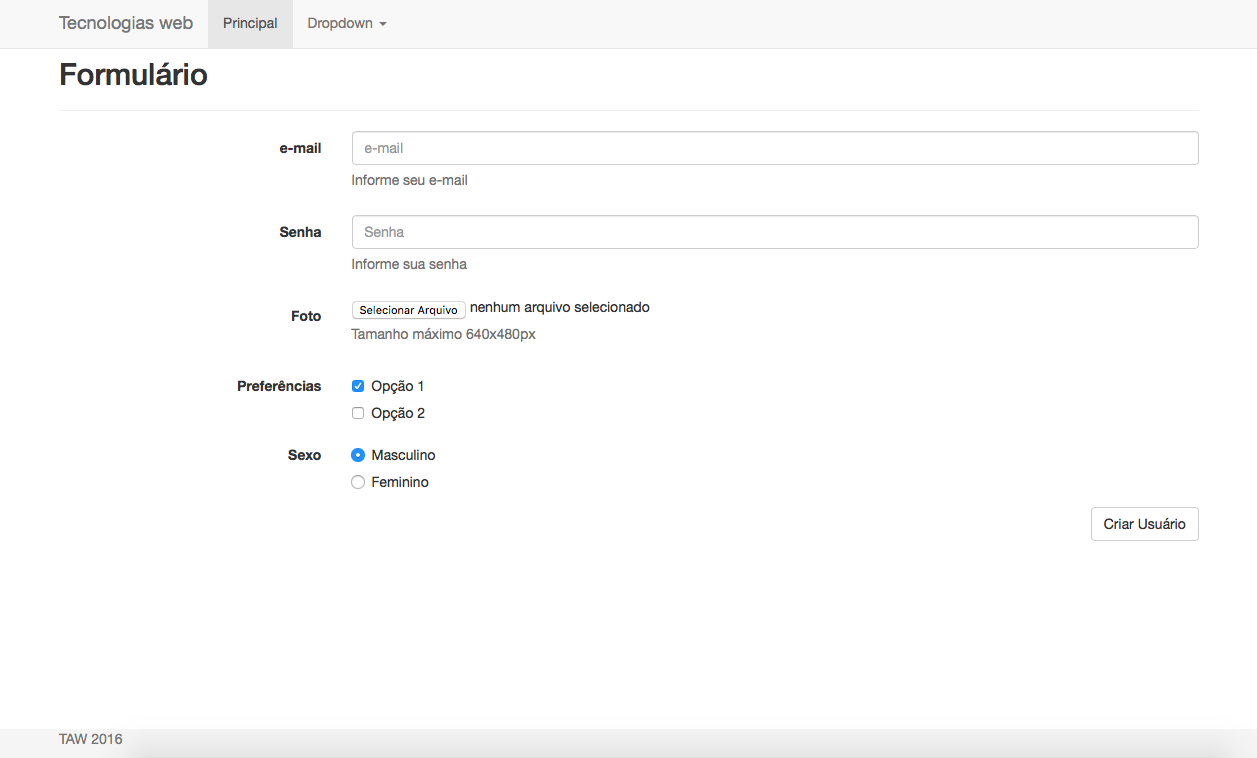 Tecnologias web Principal Dropdown
Formulário
e-mail e-mail
Informe seu e-mail
Senha Senha
Informe sua senha
Foto Selecionar Arquivo nenhum arquivo selecionado
Tamanho máximo 640x480px
Preferências Opção 1
Opção 2
Sexo Masculino
Feminino
Criar Usuário
TAW 2016